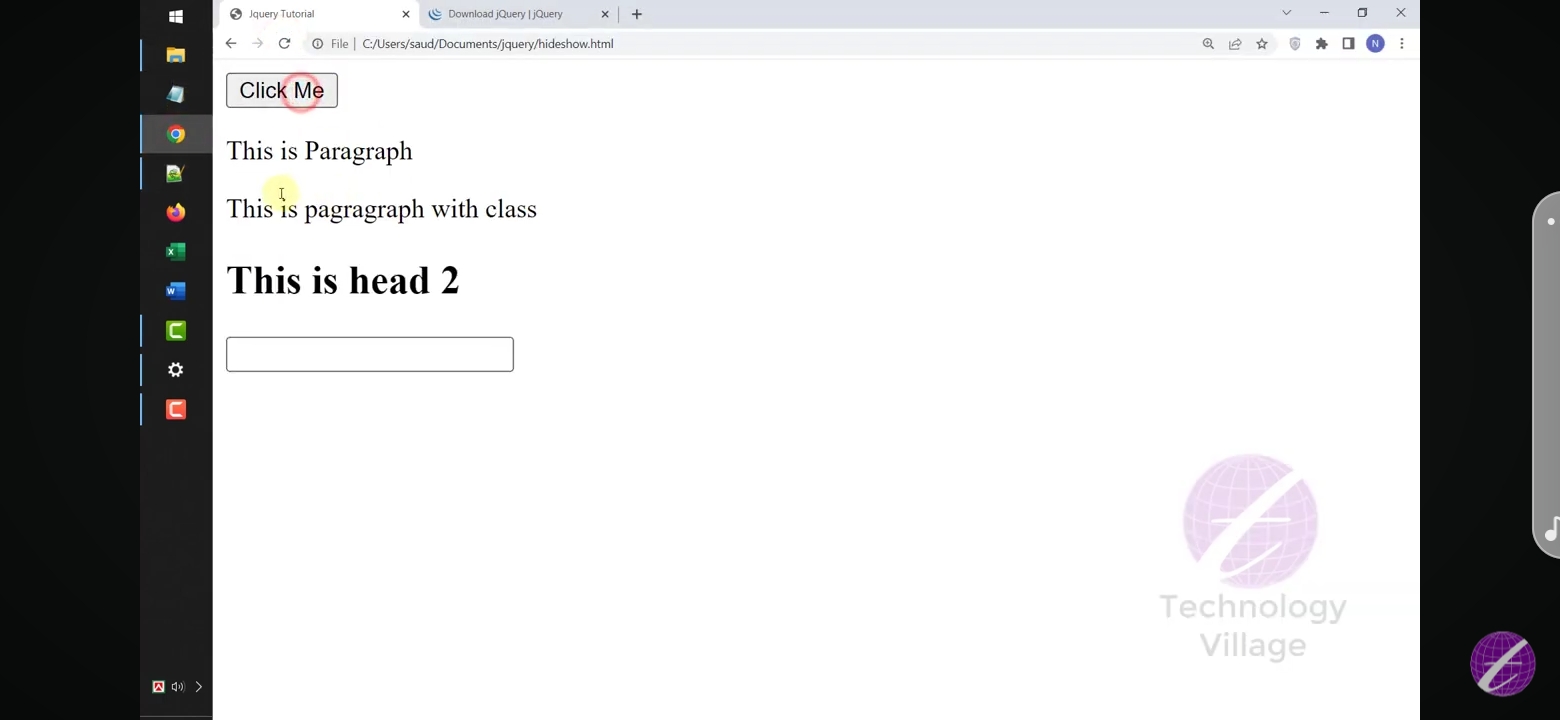 Jquery Tutorial
Download jQuery | jQuery
File
C:/Users/saud/Documents/jquery/hideshow.html
N
Click Me
This is Paragraph
This is pagragraph with class
This is head 2
Technology
Village